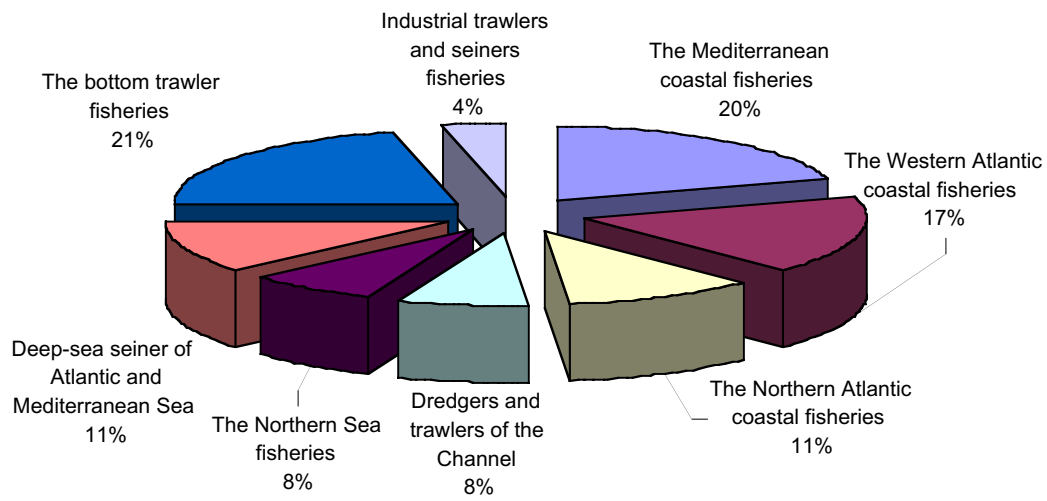 Industrial trawlers
and seiners
fisheries
4%
The Mediterranean
coastal fisheries
20%
The bottom trawler
fisheries
21%
The Western Atlantic
coastal fisheries
17%
Deep-sea seiner of
Atlantic and
Mediterranean Sea
11%
The Northern Sea
fisheries
8%
Dredgers and
trawlers of the
Channel
8%
The Northern Atlantic
coastal fisheries
11%